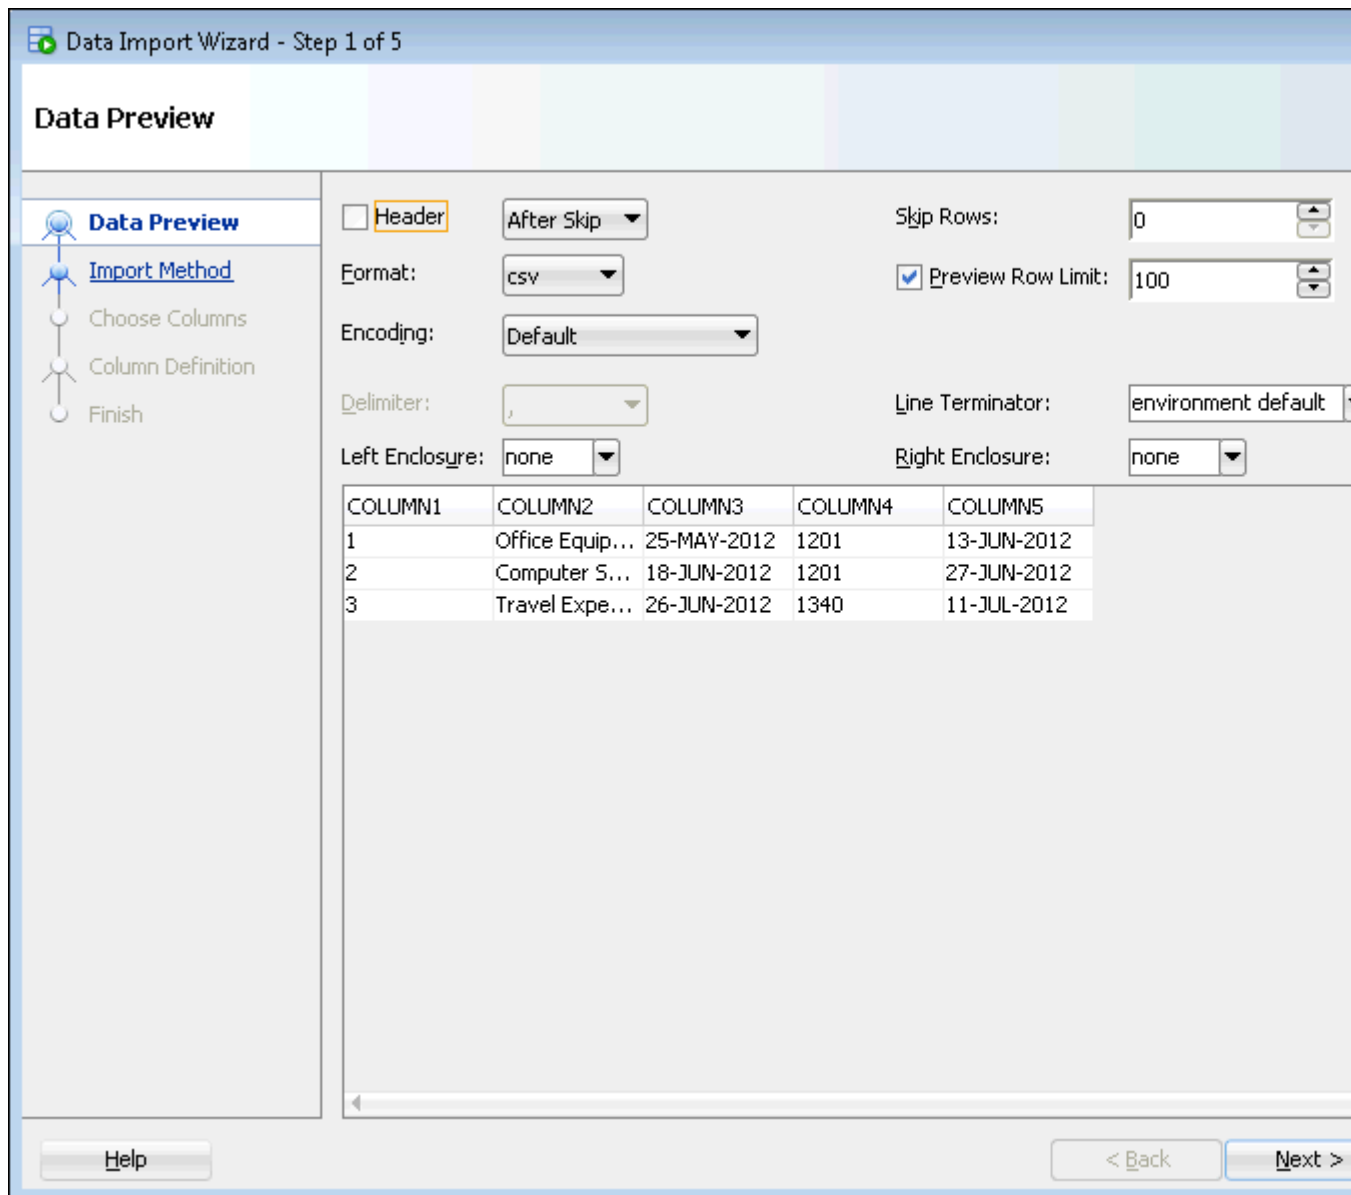 Data Import Wizard - Step 1 of 5
Data Preview
Data Preview
Import Method
Choose Columns
Column Definition
Finish
Header After Skip Skip Rows: 0
Format: csv Preview Row Limit: 100
Encoding: Default
Delimiter: , Line Terminator: environment default
Left Enclosure: none Right Enclosure: none
COLUMN1 COLUMN2 COLUMN3 COLUMN4 COLUMN5
1 Office Equip... 25-MAY-2012 1201 13-JUN-2012
2 Computer S... 18-JUN-2012 1201 27-JUN-2012
3 Travel Expe... 26-JUN-2012 1340 11-JUL-2012
Help < Back Next >